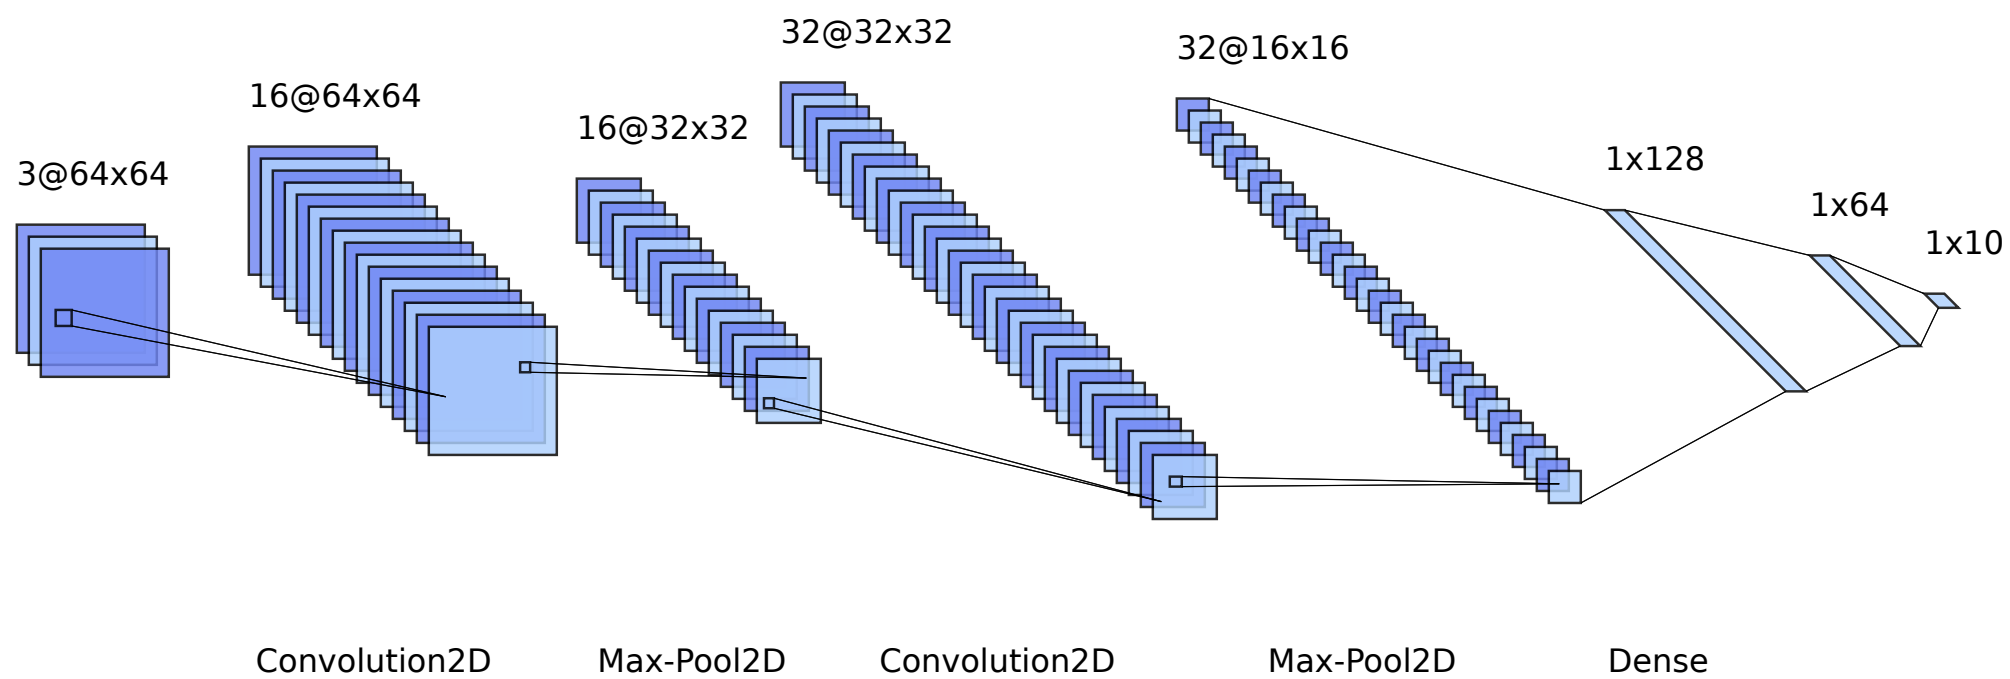 3@64x64
16@64x64
16@32x32
32@32x32
32@16x16
1x128
1x64
1x10
Convolution2D
Max-Pool2D
Convolution2D
Max-Pool2D
Dense